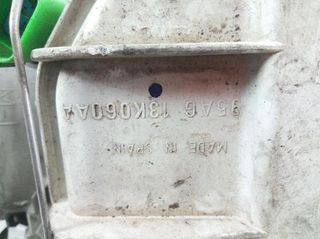 95AG 13K060AA
MADE IN SPAIN